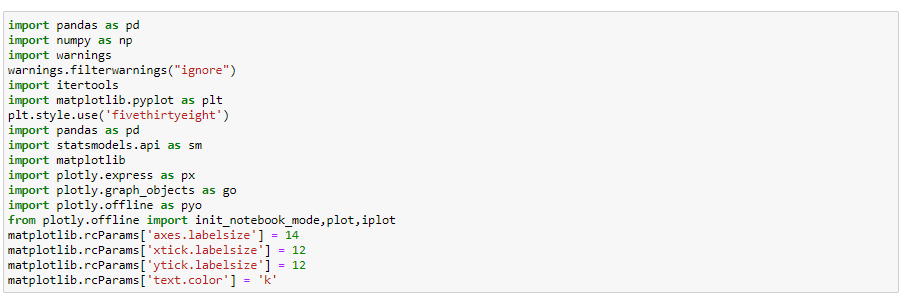 import pandas as pd
import numpy as np
import warnings
warnings.filterwarnings("ignore")
import itertools
import matplotlib.pyplot as plt
plt.style.use('fivethirtyeight')
import pandas as pd
import statsmodels.api as sm
import matplotlib
import plotly.express as px
import plotly.graph_objects as go
import plotly.offline as pyo
from plotly.offline import init_notebook_mode,plot,iplot
matplotlib.rcParams['axes.labelsize'] = 14
matplotlib.rcParams['xtick.labelsize'] = 12
matplotlib.rcParams['ytick.labelsize'] = 12
matplotlib.rcParams['text.color'] = 'k'